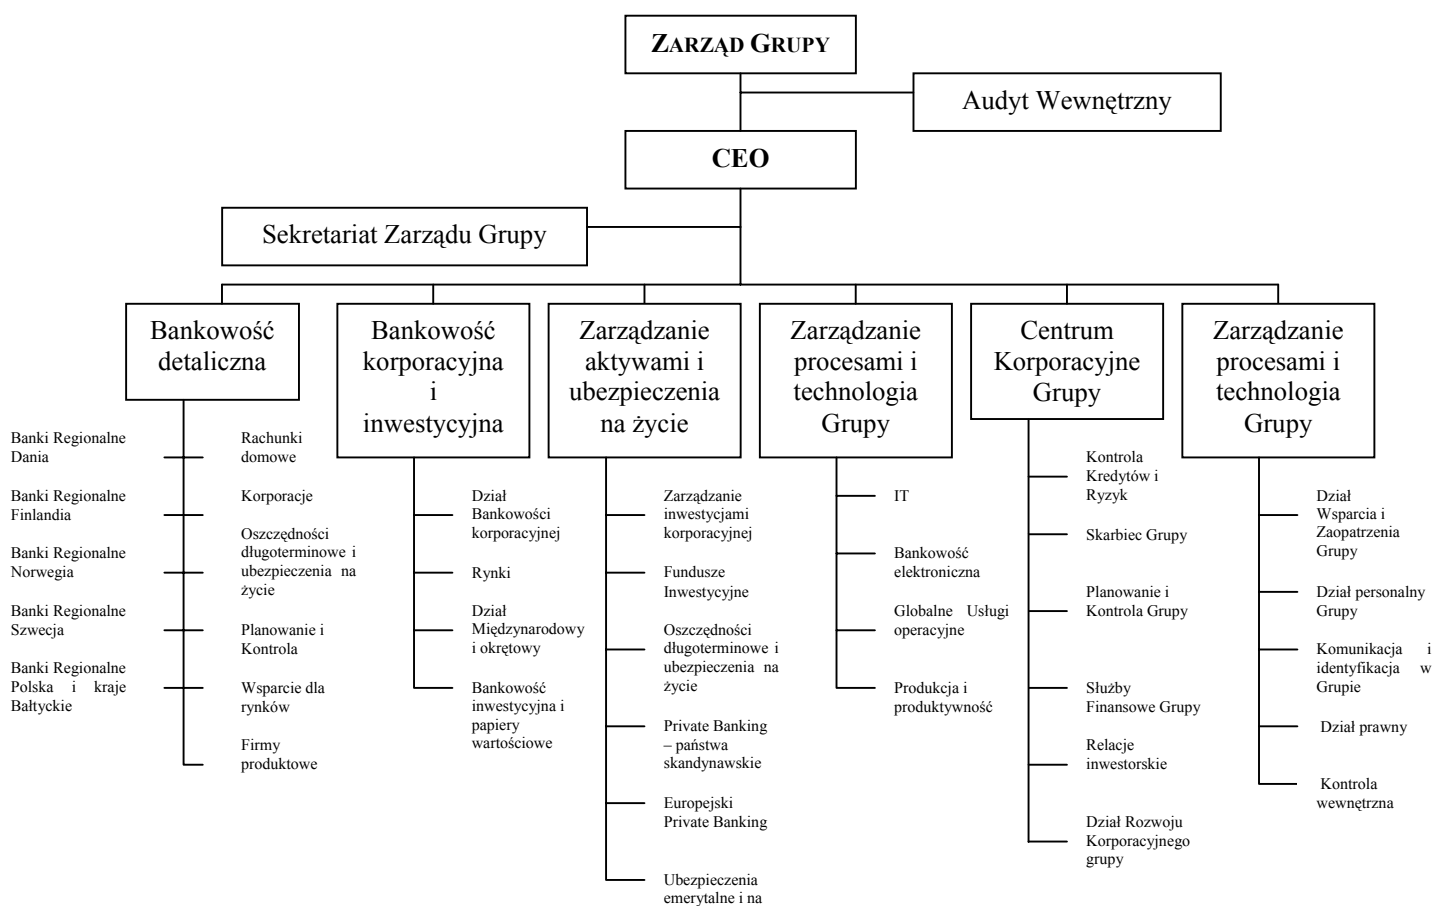 ZARZĄD GRUPY
Audyt Wewnętrzny
CEO
Sekretariat Zarządu Grupy
Bankowość
detaliczna
Bankowość
korporacyjna
i
inwestycyjna
Zarządzanie
aktywami i
ubezpieczenia
na życie
Zarządzanie
procesami i
technologia
Grupy
Centrum
Korporacyjne
Grupy
Zarządzanie
procesami i
technologia
Grupy
Banki Regionalne
Dania
Banki Regionalne
Finlandia
Banki Regionalne
Norwegia
Banki Regionalne
Szwecja
Banki Regionalne
Polska i kraje
Bałtyckie
Rachunki
domowe
Korporacje
Oszczędności
długoterminowe i
ubezpieczenia na
życie
Planowanie i
Kontrola
Wsparcie dla
rynków
Firmy
produktowe
Dział
Bankowości
korporacyjnej
Rynki
Dział
Międzynarodowy
i okrętowy
Bankowość
inwestycyjna i
papiery
wartościowe
Zarządzanie
inwestycjami
korporacyjnej
Fundusze
Inwestycyjne
Oszczędności
długoterminowe i
ubezpieczenia na
życie
Private Banking
– państwa
skandynawskie
Europejski
Private Banking
Ubezpieczenia
emerytalne i na
IT
Bankowość
elektroniczna
Globalne Usługi
operacyjne
Produkcja i
produktywność
Kontrola
Kredytów i
Ryzyk
Skarbiec Grupy
Planowanie i
Kontrola Grupy
Służby
Finansowe Grupy
Relacje
inwestorskie
Dział Rozwoju
Korporacyjnego
grupy
Dział
Wsparcia i
Zaopatrzenia
Grupy
Dział personalny
Grupy
Komunikacja i
identyfikacja w
Grupie
Dział prawny
Kontrola
wewnętrzna